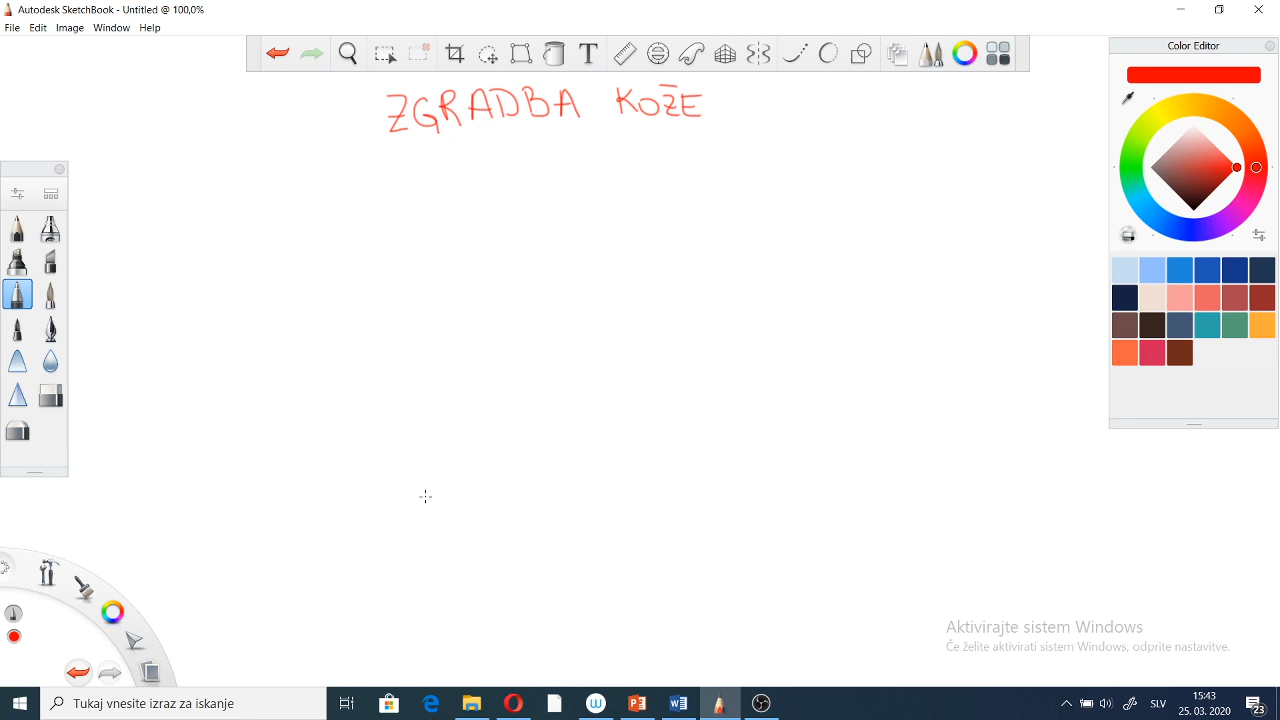 Autodesk SketchBook - Untitled @ 100,0%
File Edit Image Window Help
T
Color Editor
ZGRADBA KOŽE
Aktivirajte sistem Windows
Če želite aktivirati sistem Windows, odprite nastavitve.
Tukaj vnesite izraz za iskanje
SLV
15:43
25. 03. 2020
23